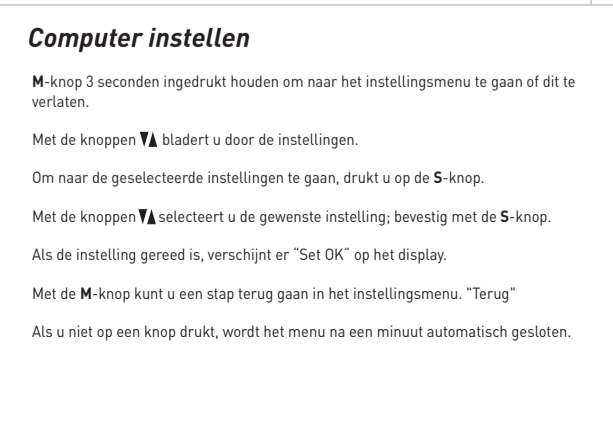 Computer instellen
M-knop 3 seconden ingedrukt houden om naar het instellingsmenu te gaan of dit te
verlaten.
Met de knoppen ▼▲ bladert u door de instellingen.
Om naar de geselecteerde instellingen te gaan, drukt u op de S-knop.
Met de knoppen ▼▲ selecteert u de gewenste instelling; bevestig met de S-knop.
Als de instelling gereed is, verschijnt er “Set OK“ op het display.
Met de M-knop kunt u een stap terug gaan in het instellingsmenu. "Terug"
Als u niet op een knop drukt, wordt het menu na een minuut automatisch gesloten.